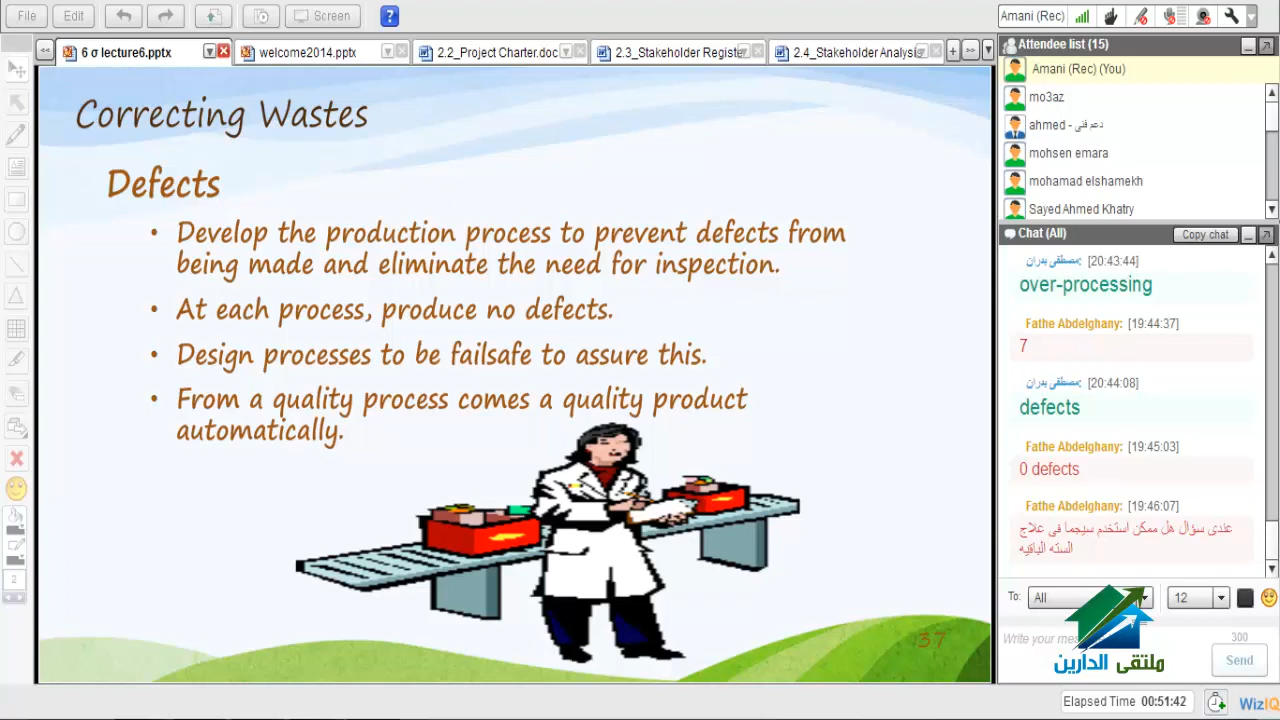 File
Edit
Screen
?
Amani (Rec)
6 σ lecture6.pptx
welcome2014.pptx
2.2_Project Charter.doc
2.3_Stakeholder Registe
2.4_Stakeholder Analysis
Correcting Wastes
Defects
• Develop the production process to prevent defects from
being made and eliminate the need for inspection.
• At each process, produce no defects.
• Design processes to be failsafe to assure this.
• From a quality process comes a quality product
automatically.
37
2
Attendee list (15)
Amani (Rec) (You)
mo3az
ahmed - دعم فنى
mohsen emara
mohamad elshamekh
Sayed Ahmed Khatry
Chat (All)
Copy chat
مصطفى بدران: [20:43:44]
over-processing
Fathe Abdelghany: [19:44:37]
7
مصطفى بدران: [20:44:08]
defects
Fathe Abdelghany: [19:45:03]
0 defects
Fathe Abdelghany: [19:46:07]
عندى سؤال هل ممكن استخدم سيجما فى علاج
السته الباقيه
To:
All
12
Write your mes
300
Send
ملتقى الدارين
Elapsed Time 00:51:42
WizIQ